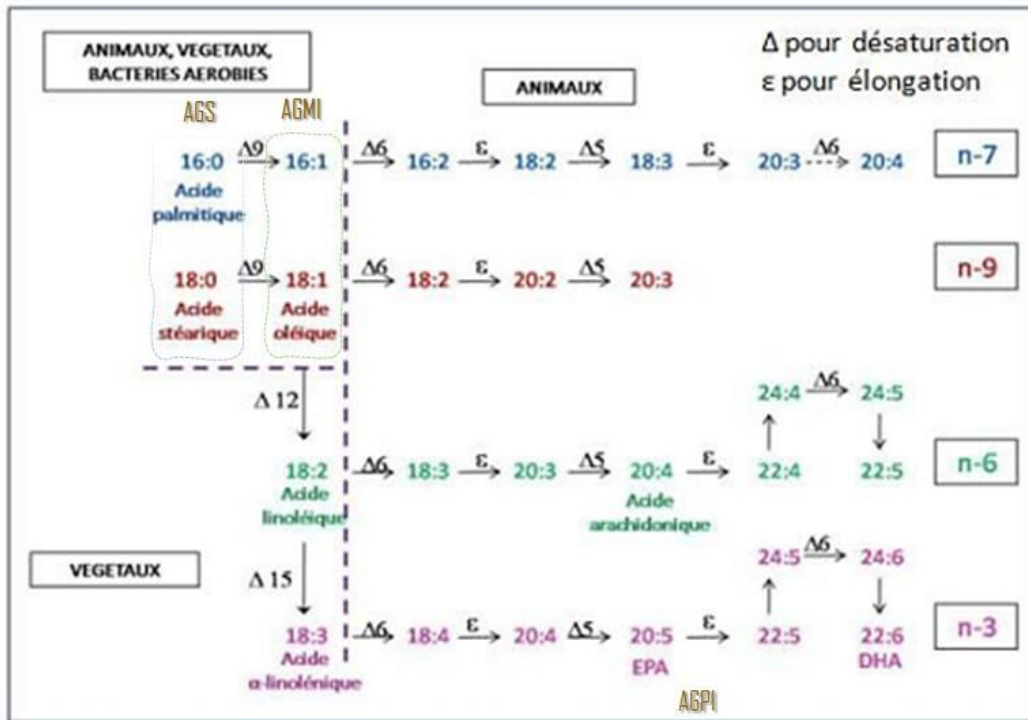 ANIMAUX, VEGETAUX,
BACTERIES AEROBIES
ANIMAUX
Δ pour désaturation
ε pour élongation
AGS AGMI
16:0 Δ9 16:1 Δ6 16:2 ε 18:2 Δ5 18:3 ε 20:3 Δ6 20:4 n-7
Acide
palmitique
18:0 Δ9 18:1 Δ6 18:2 ε 20:2 Δ5 20:3 n-9
Acide Acide
stéarique oléique
24:4 Δ6 24:5
Δ 12
18:2 Δ6 18:3 ε 20:3 Δ5 20:4 ε 22:4 22:5 n-6
Acide Acide
linoléique arachidonique
24:5 Δ6 24:6
VEGETAUX
Δ 15
18:3 Δ6 18:4 ε 20:4 Δ5 20:5 ε 22:5 22:6 n-3
Acide EPA DHA
α-linolénique
AGPI